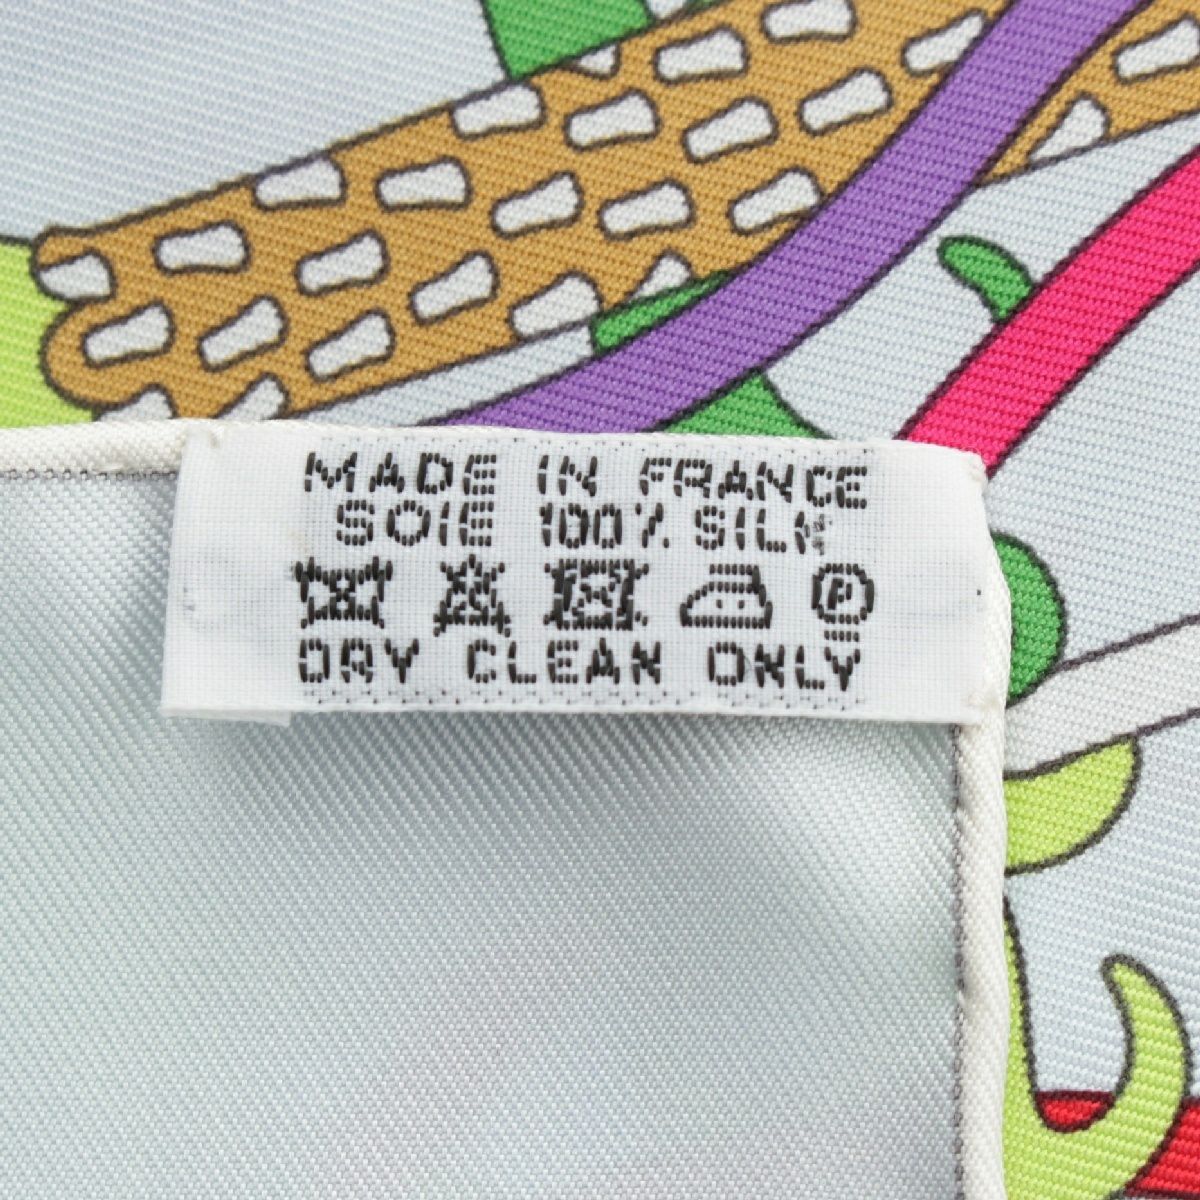 MADE IN FRANCE
SOIE 100% SILK
P
DRY CLEAN ONLY